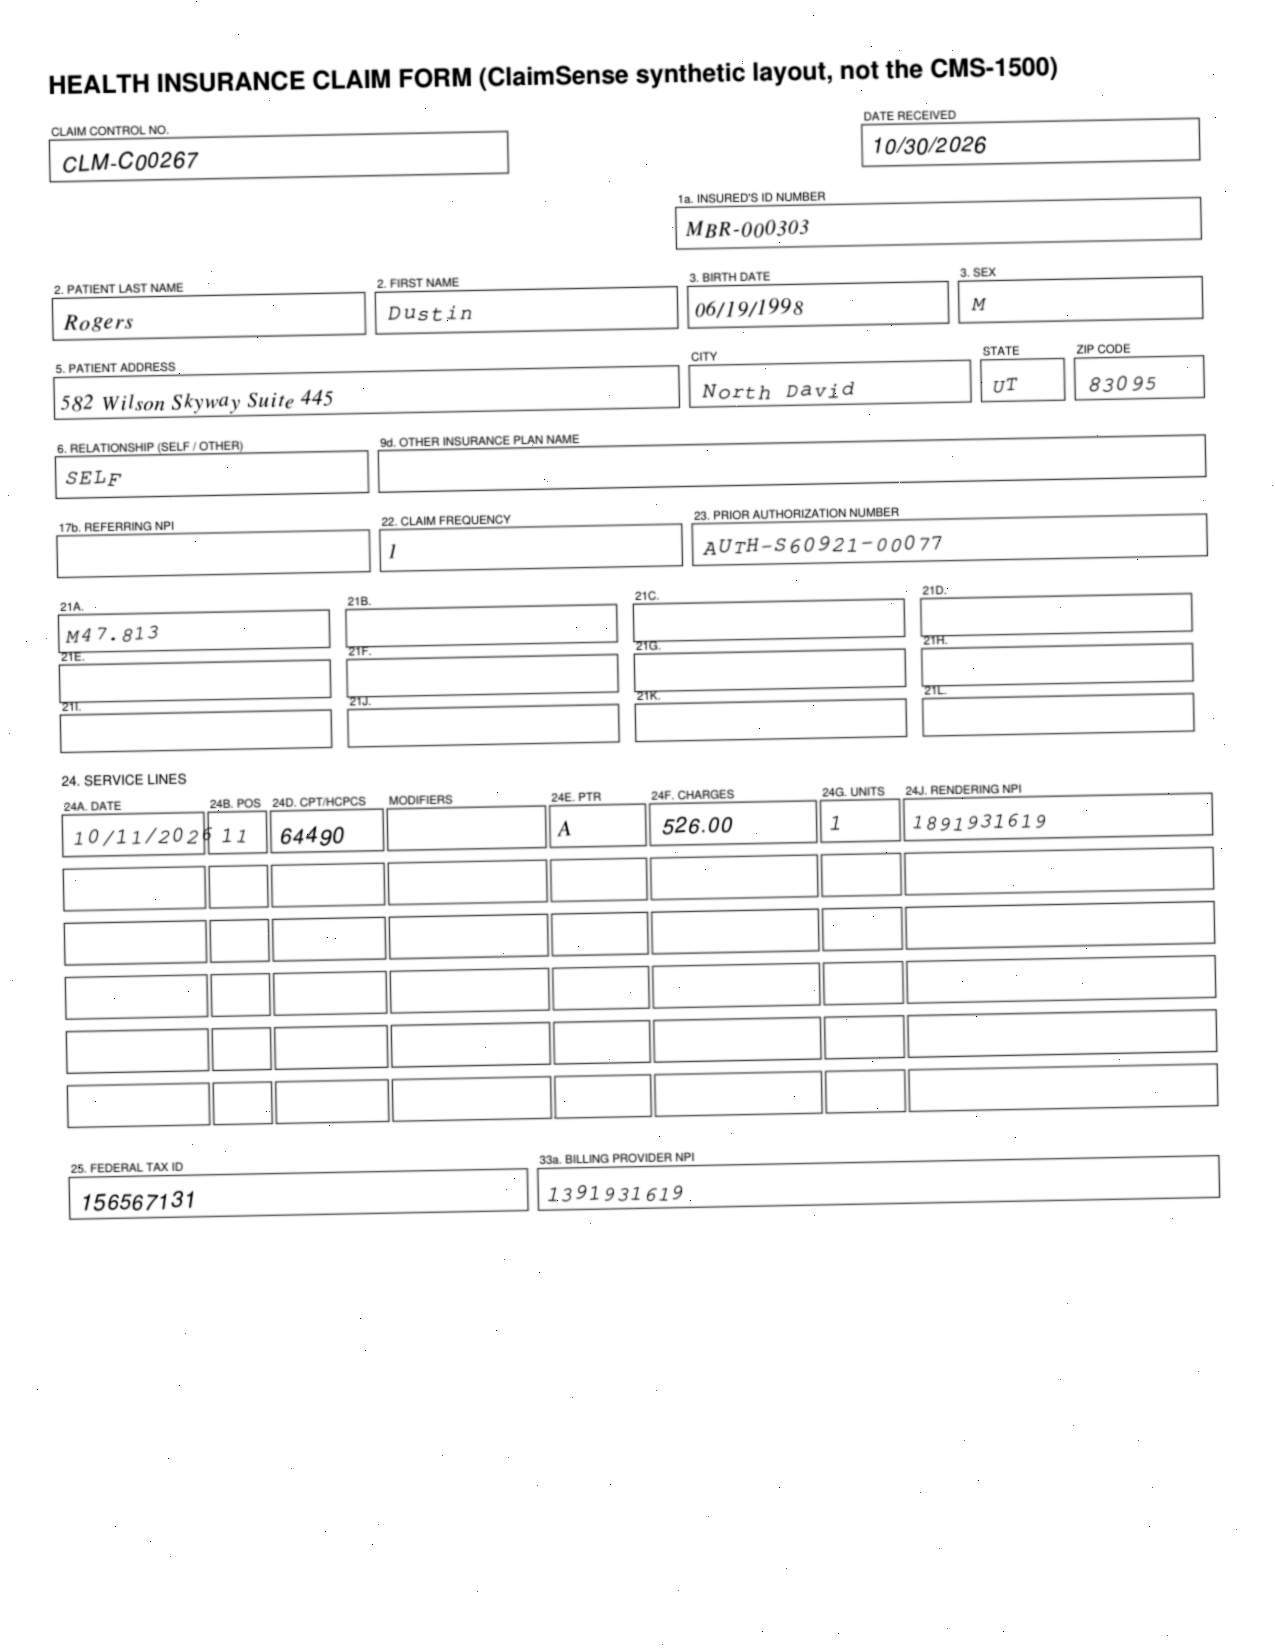 HEALTH INSURANCE CLAIM FORM (ClaimSense synthetic layout, not the CMS-1500)
CLAIM CONTROL NO. DATE RECEIVED
CLM-C00267 10/30/2026
1a. INSURED'S ID NUMBER
MBR-000303
2. PATIENT LAST NAME 2. FIRST NAME 3. BIRTH DATE 3. SEX
Rogers Dustin 06/19/1998 M
5. PATIENT ADDRESS CITY STATE ZIP CODE
582 Wilson Skyway Suite 445 North David UT 83095
6. RELATIONSHIP (SELF / OTHER) 9d. OTHER INSURANCE PLAN NAME
SELF
17b. REFERRING NPI 22. CLAIM FREQUENCY 23. PRIOR AUTHORIZATION NUMBER
1 AUTH-S60921-00077
21A. 21B. 21C. 21D.
M47.813
21E. 21F. 21G. 21H.
21I. 21J. 21K. 21L.
24. SERVICE LINES
24A. DATE 24B. POS 24D. CPT/HCPCS MODIFIERS 24E. PTR 24F. CHARGES 24G. UNITS 24J. RENDERING NPI
10/11/2026 11 64490 A 526.00 1 1891931619
25. FEDERAL TAX ID 33a. BILLING PROVIDER NPI
156567131 1391931619